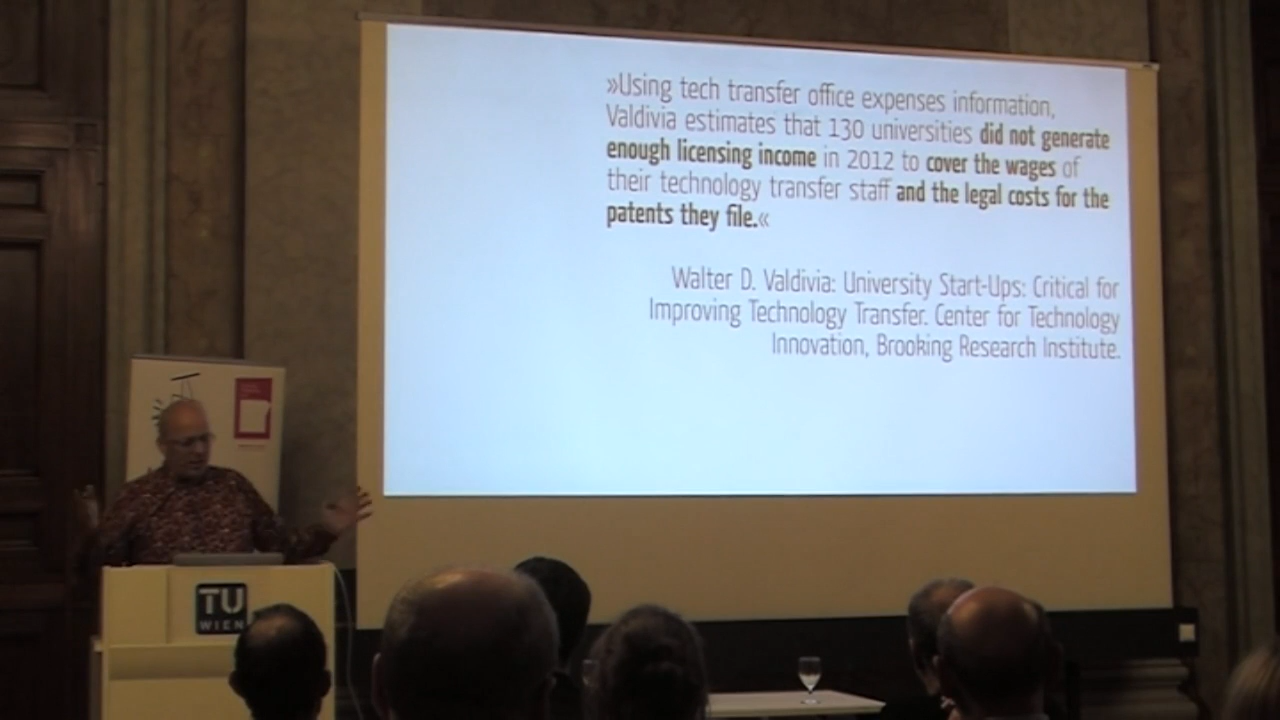 »Using tech transfer office expenses information,
Valdivia estimates that 130 universities did not generate
enough licensing income in 2012 to cover the wages of
their technology transfer staff and the legal costs for the
patents they file.«
Walter D. Valdivia: University Start-Ups: Critical for
Improving Technology Transfer. Center for Technology
Innovation, Brooking Research Institute.
TU
WIEN